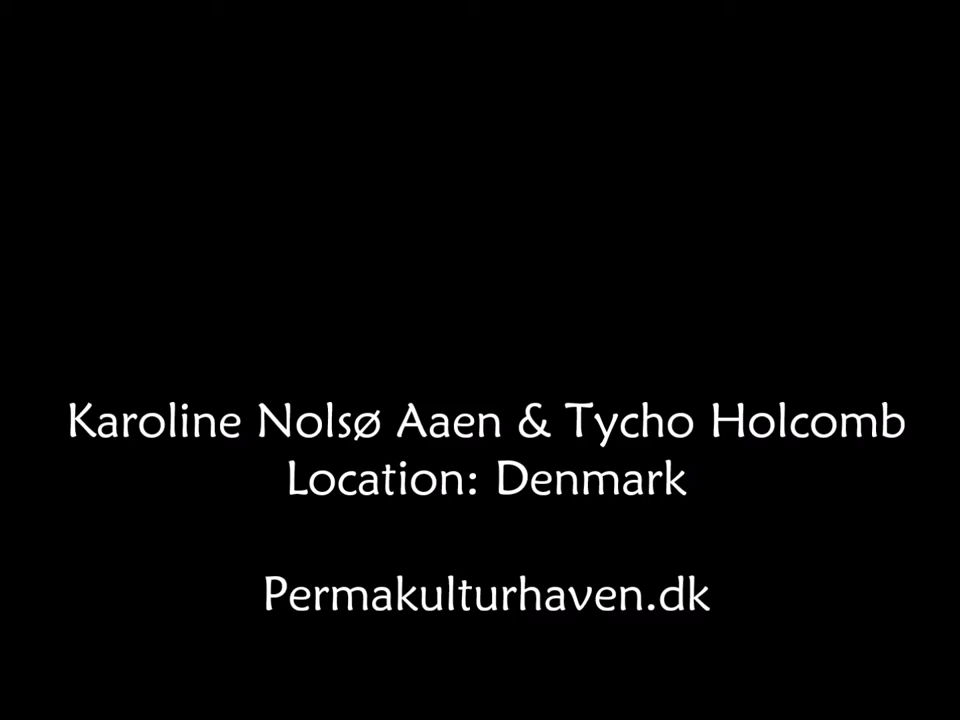 Karoline Nolsø Aaen & Tycho Holcomb
Location: Denmark
Permakulturhaven.dk